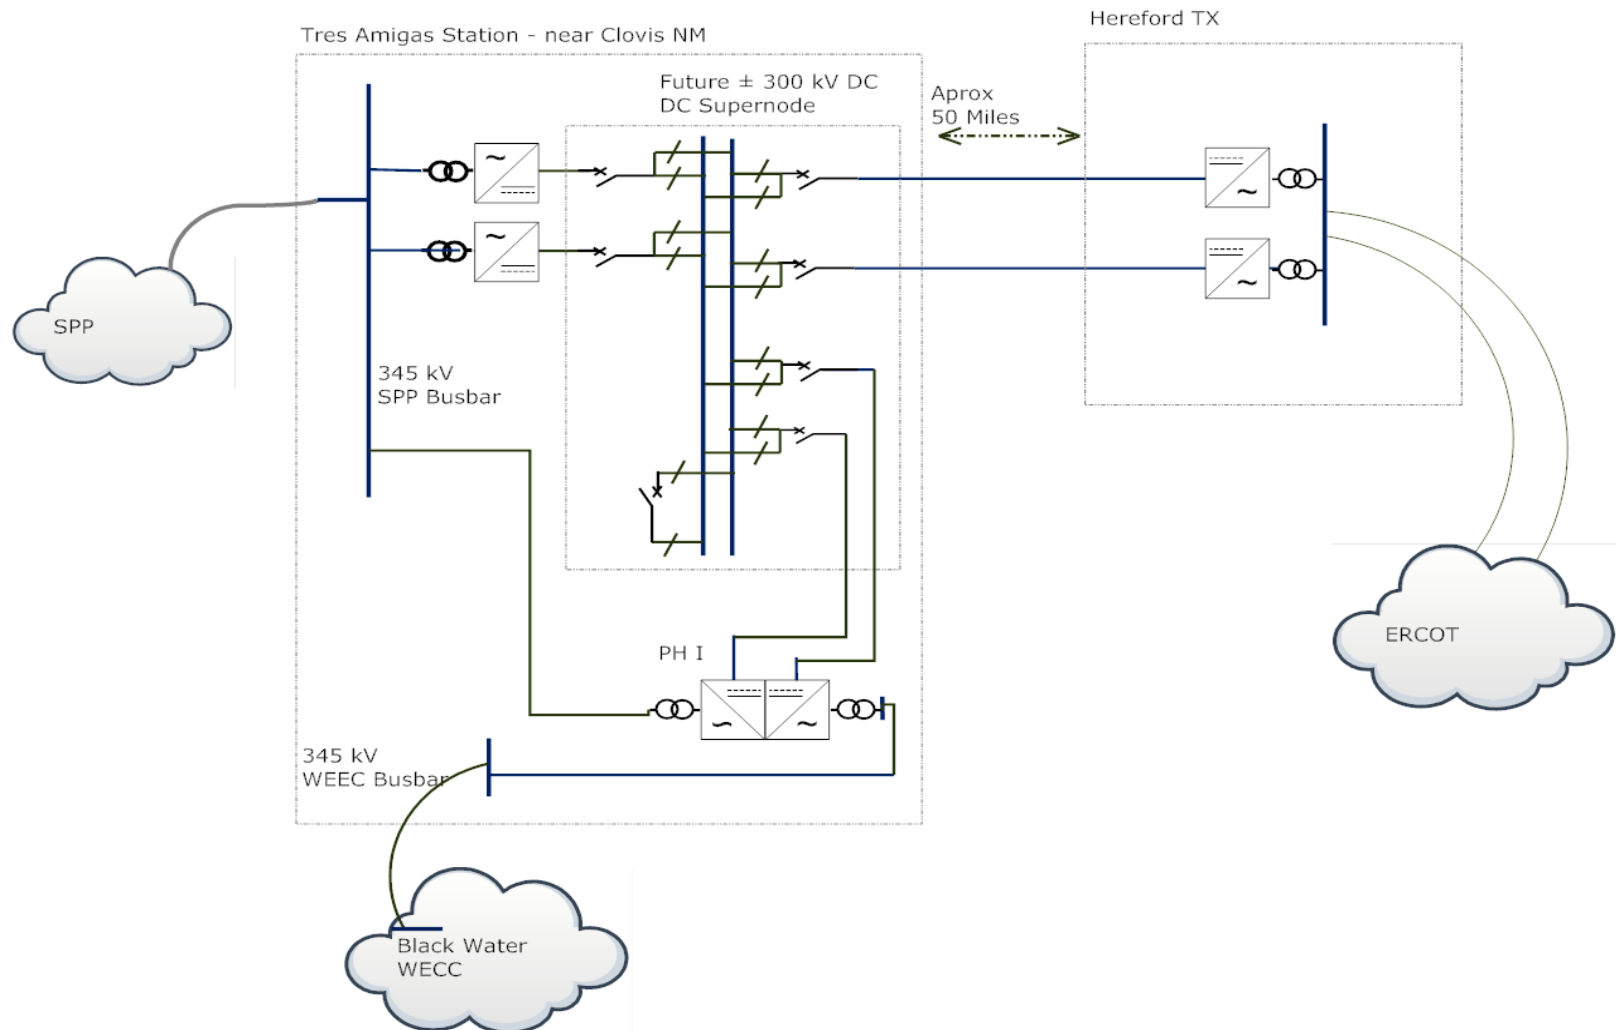 Tres Amigas Station - near Clovis NM
Hereford TX
Future ± 300 kV DC
DC Supernode
Aprox
50 Miles
SPP
345 kV
SPP Busbar
ERCOT
PH I
345 kV
WEEC Busbar
Black Water
WECC